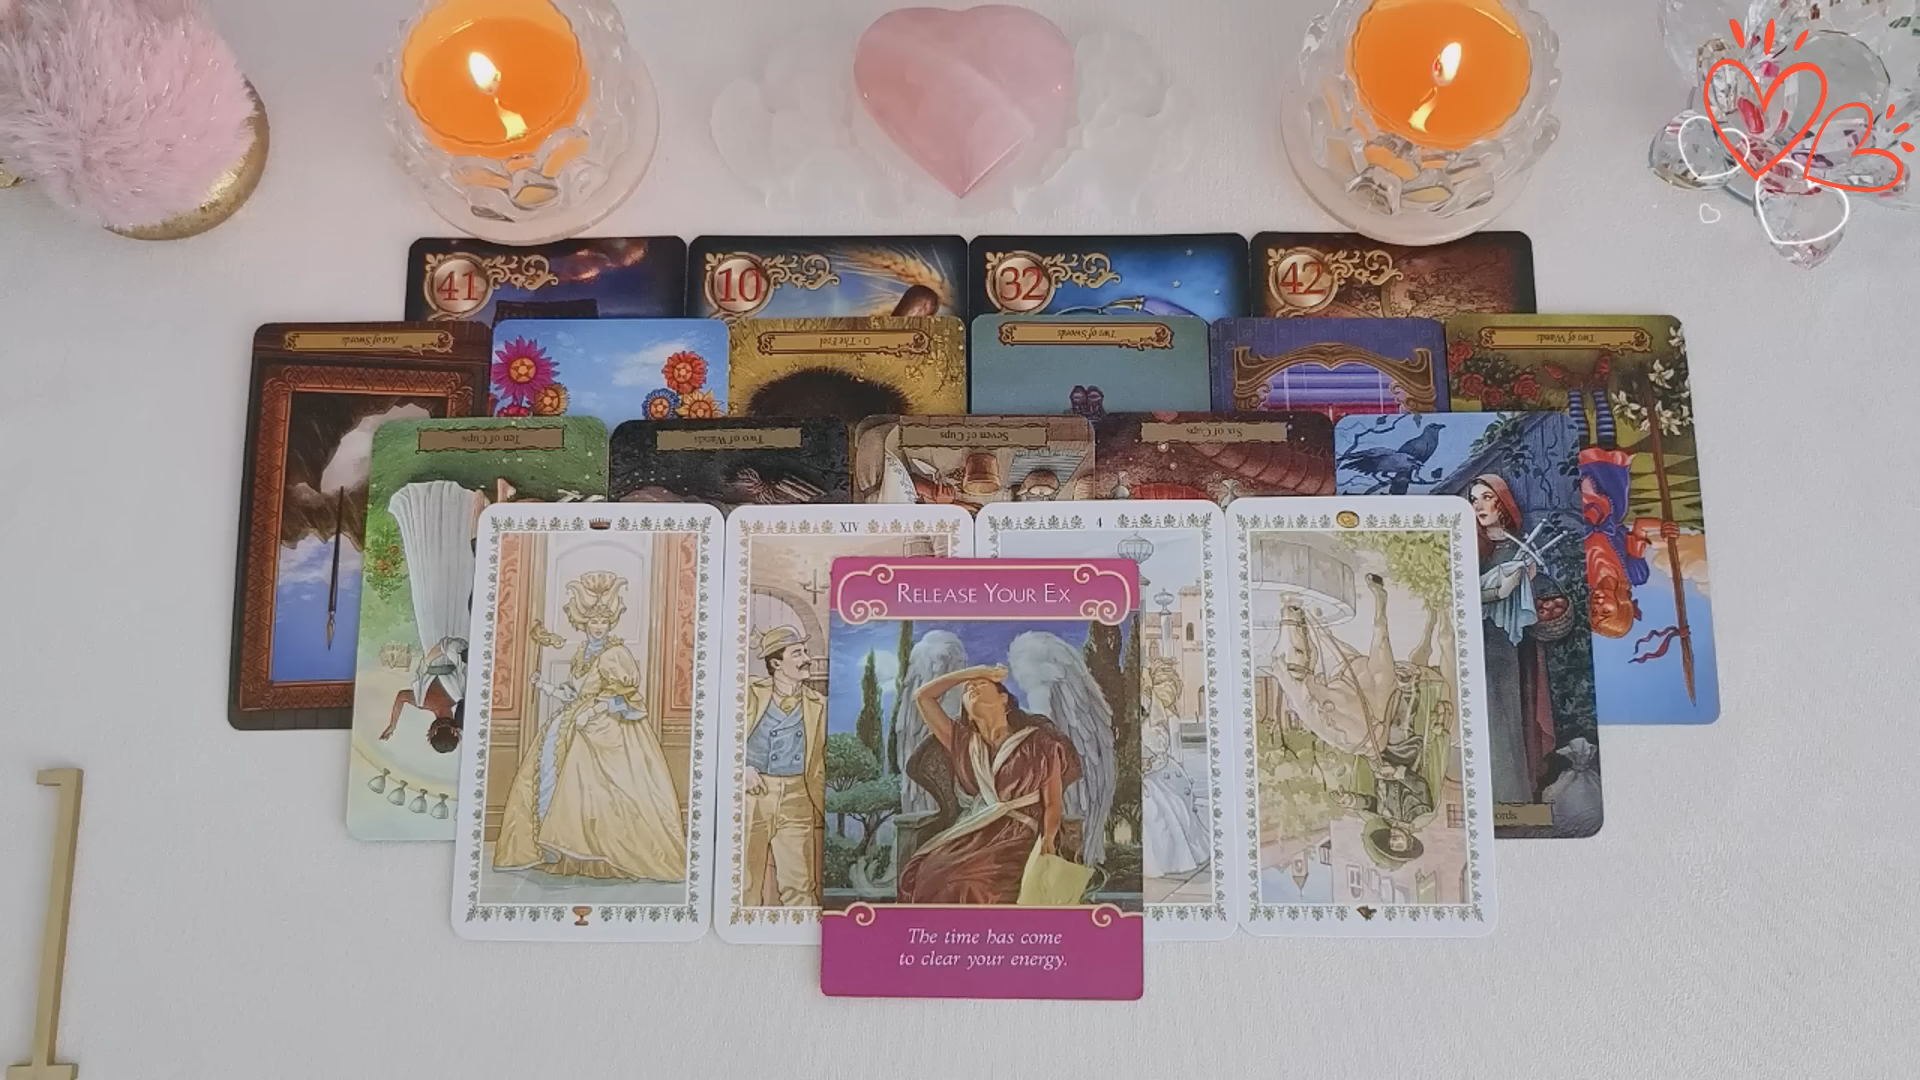 41
10
32
42
Ace of Swords
0 - The Fool
Two of Swords
Two of Wands
Ten of Cups
Two of Wands
Seven of Cups
Six of Cups
XIV
4
RELEASE YOUR EX
ords
The time has come
to clear your energy.
1